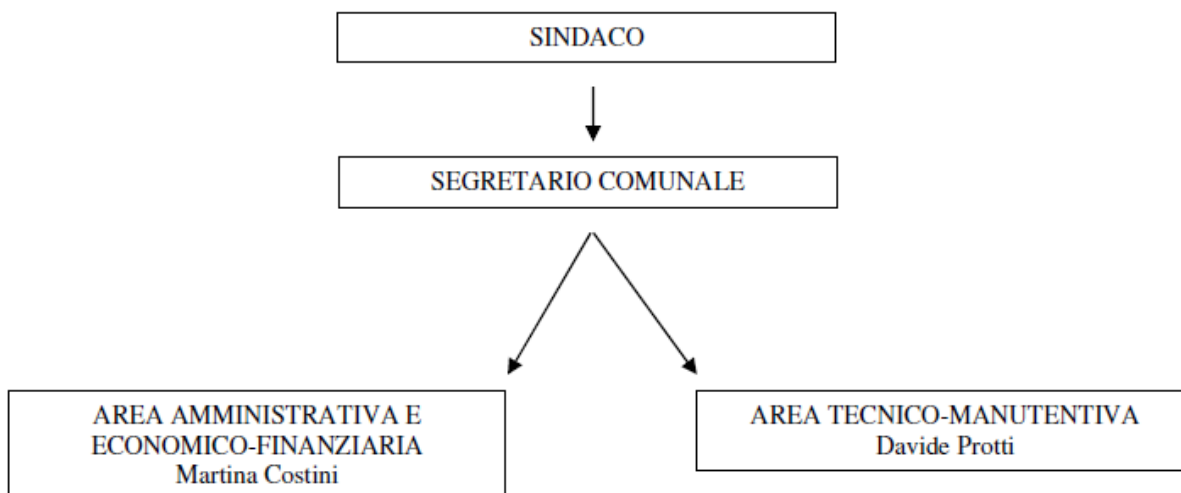 SINDACO
SEGRETARIO COMUNALE
AREA AMMINISTRATIVA E
ECONOMICO-FINANZIARIA
Martina Costini
AREA TECNICO-MANUTENTIVA
Davide Protti